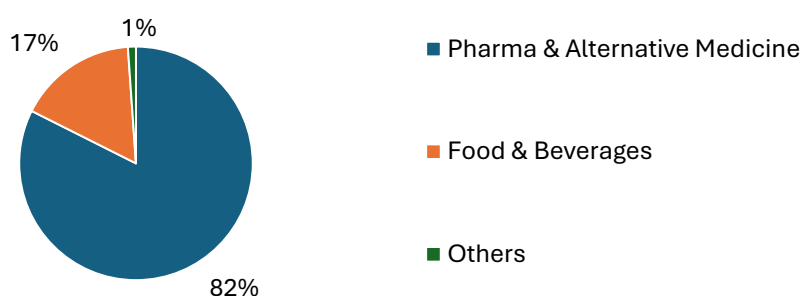 1%
17%
82%
Pharma & Alternative Medicine
Food & Beverages
Others